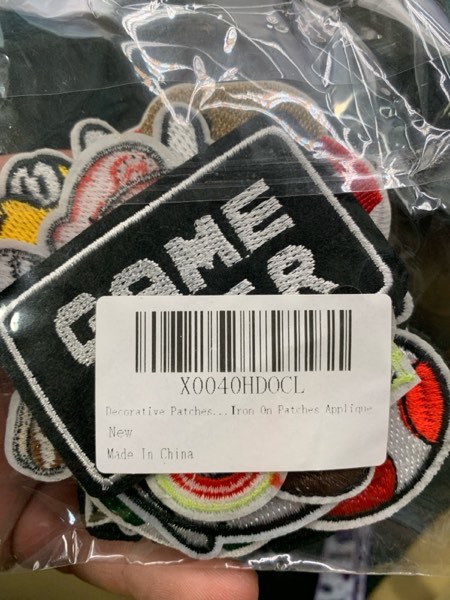 GAME
X0040HDOCL
Decorative Patches...Iron On Patches Applique
New
Made In China